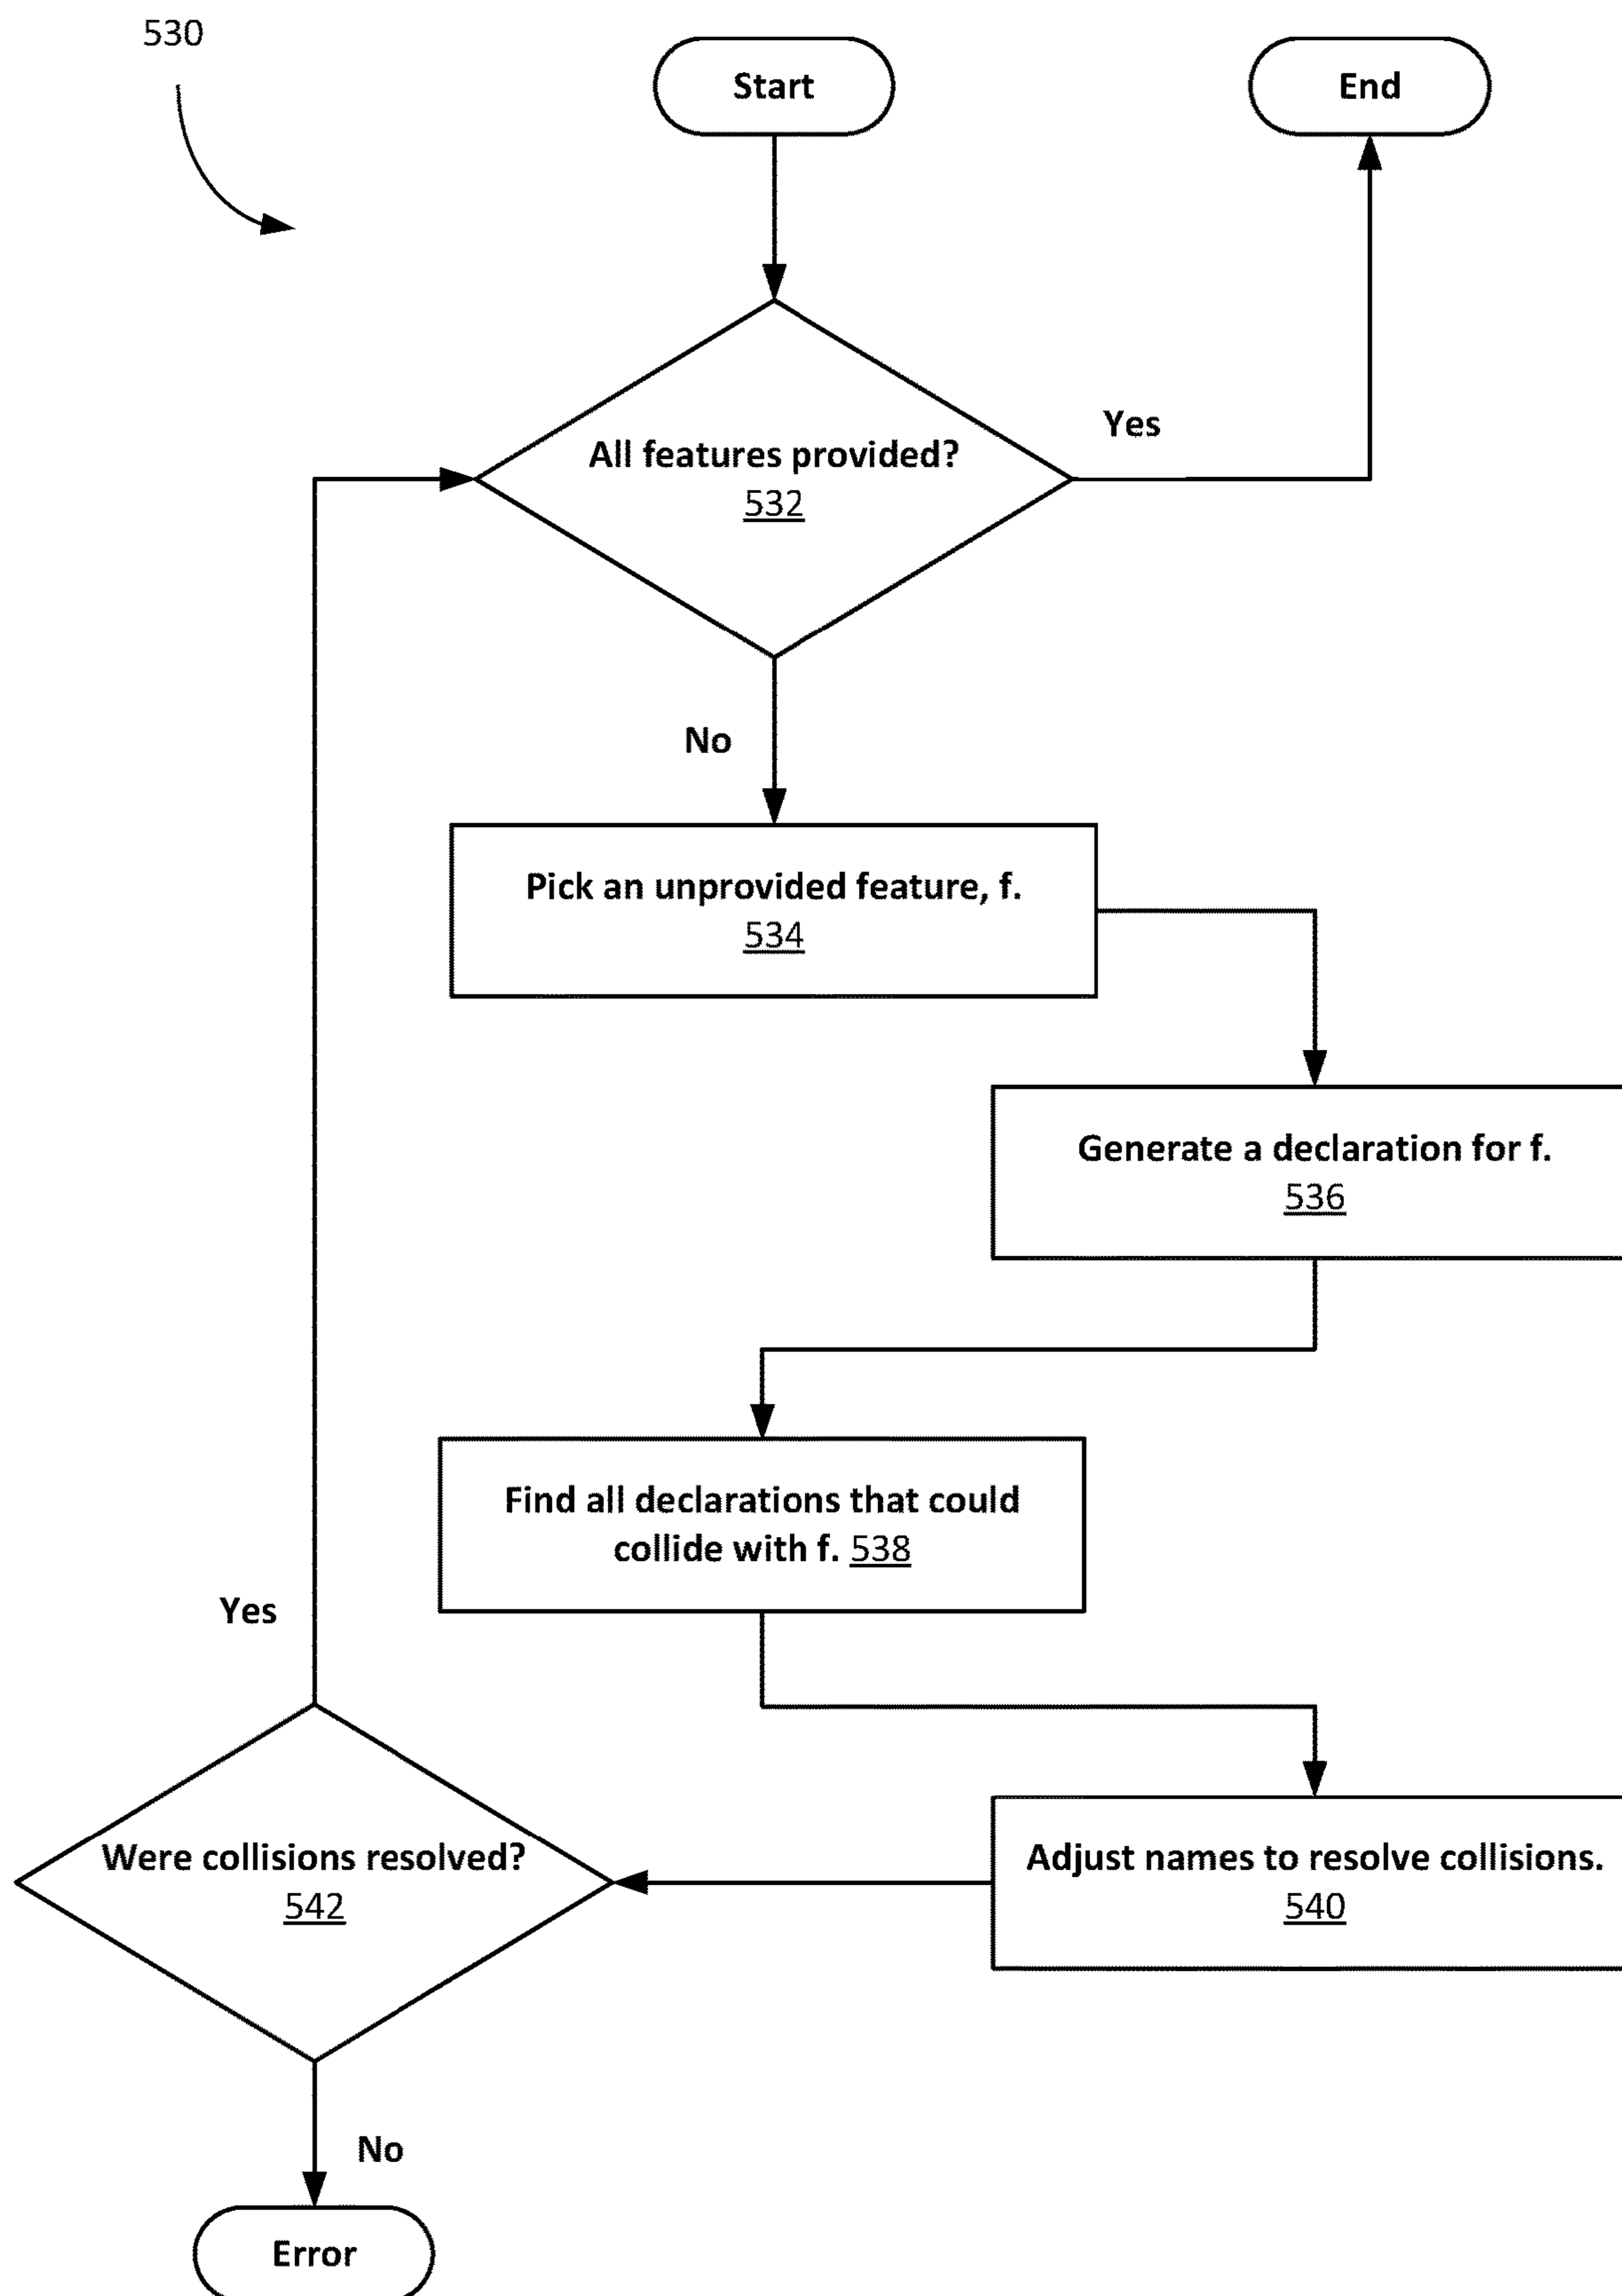 530
Start
End
All features provided?
532
Yes
No
Pick an unprovided feature, f.
534
Generate a declaration for f.
536
Find all declarations that could
collide with f. 538
Yes
Were collisions resolved?
542
Adjust names to resolve collisions.
540
No
Error